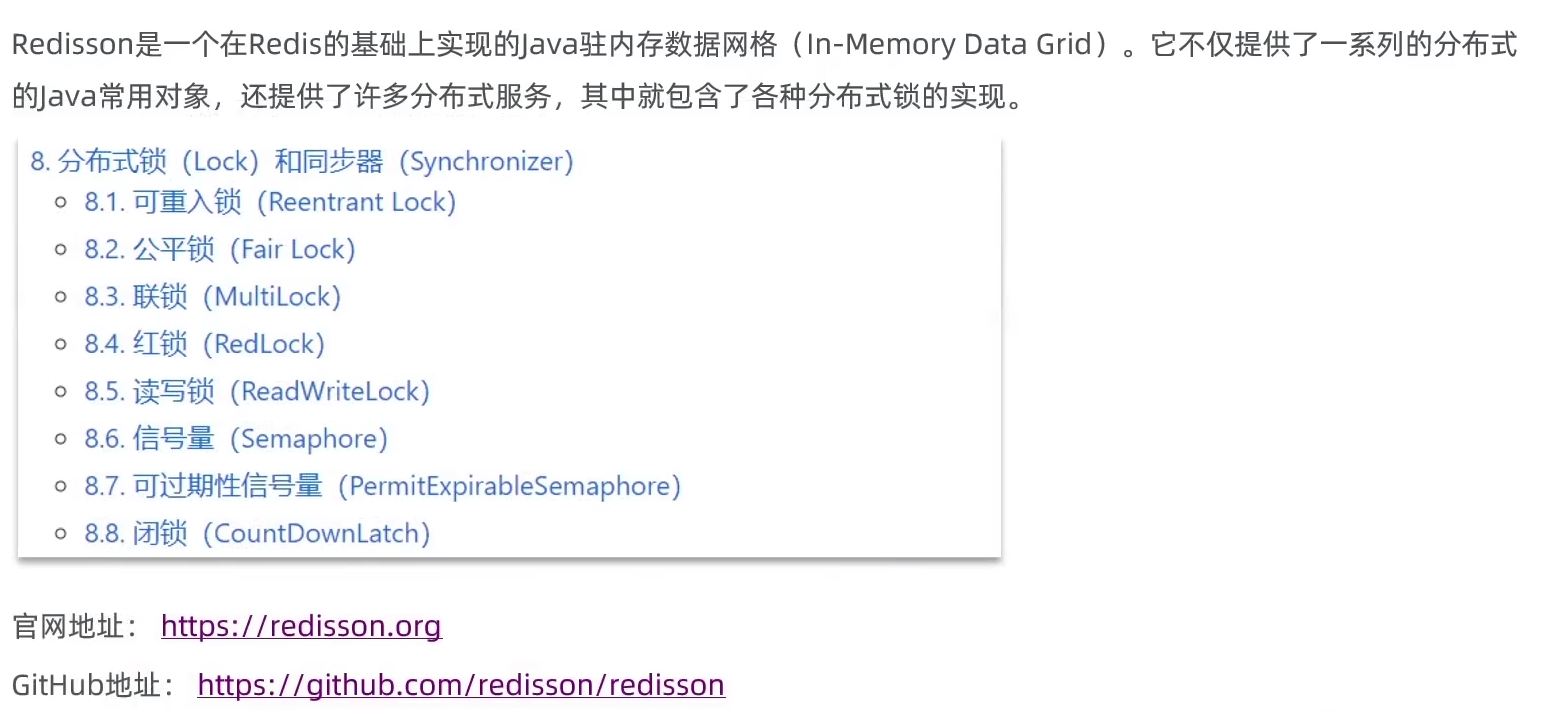 Redisson是一个在Redis的基础上实现的Java驻内存数据网格（In-Memory Data Grid）。它不仅提供了一系列的分布式
的Java常用对象，还提供了许多分布式服务，其中就包含了各种分布式锁的实现。
8. 分布式锁（Lock）和同步器（Synchronizer）
8.1. 可重入锁（Reentrant Lock）
8.2. 公平锁（Fair Lock）
8.3. 联锁（MultiLock）
8.4. 红锁（RedLock）
8.5. 读写锁（ReadWriteLock）
8.6. 信号量（Semaphore）
8.7. 可过期性信号量（PermitExpirableSemaphore）
8.8. 闭锁（CountDownLatch）
官网地址： https://redisson.org
GitHub地址： https://github.com/redisson/redisson